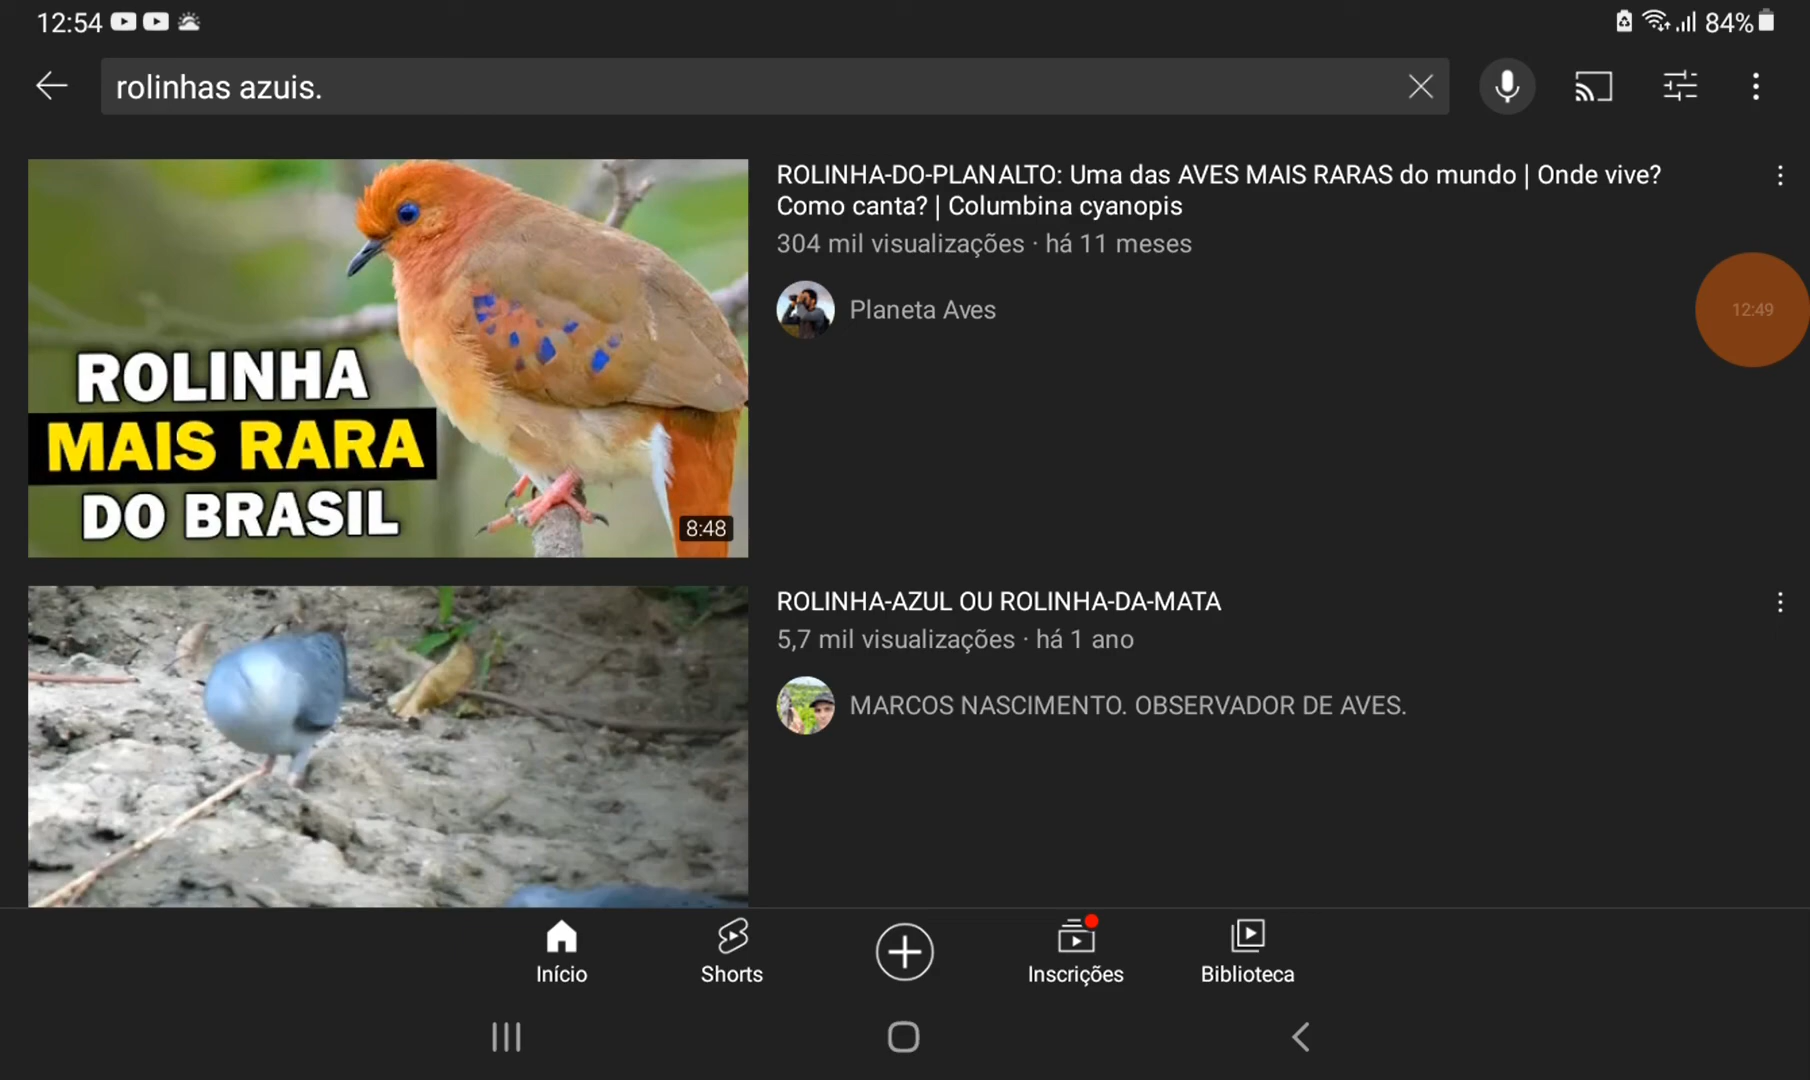 12:54
84%
rolinhas azuis.
ROLINHA
MAIS RARA
DO BRASIL
8:48
ROLINHA-DO-PLANALTO: Uma das AVES MAIS RARAS do mundo | Onde vive?
Como canta? | Columbina cyanopis
304 mil visualizações · há 11 meses
Planeta Aves
12:49
ROLINHA-AZUL OU ROLINHA-DA-MATA
5,7 mil visualizações · há 1 ano
MARCOS NASCIMENTO. OBSERVADOR DE AVES.
Início
Shorts
Inscrições
Biblioteca